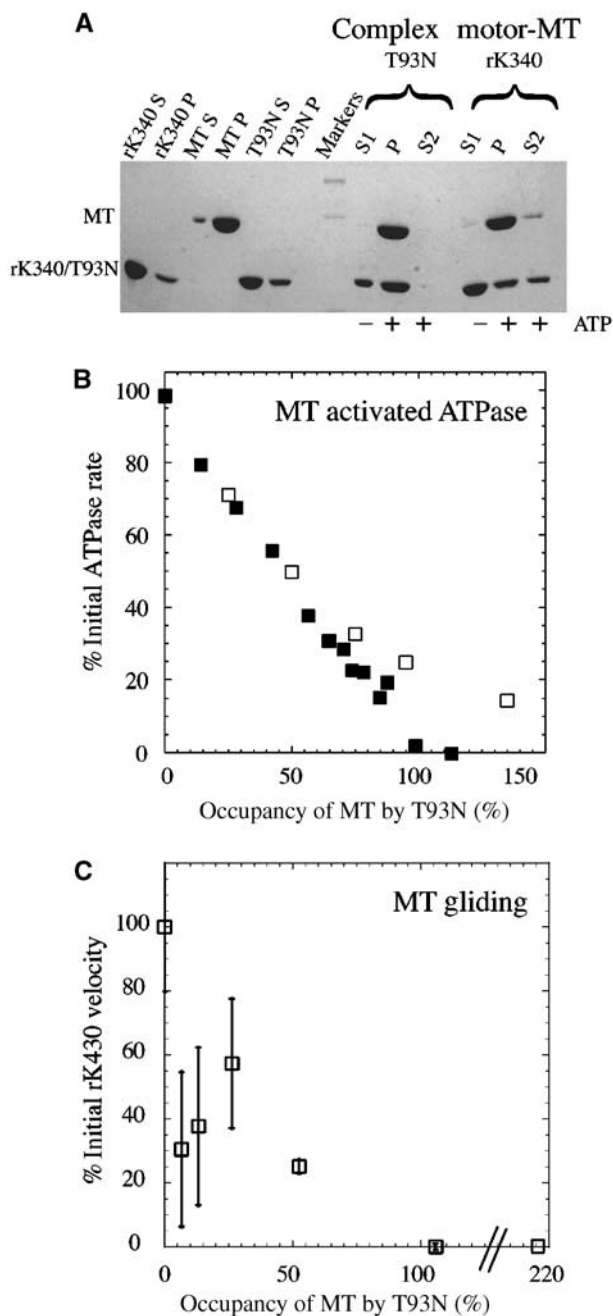 A
Complex motor-MT
T93N rK340
rK340 S
rK340 P
MT S
MT P
T93N S
T93N P
Markers
S1
P
S2
S1
P
S2
MT
rK340/T93N
− + + − + + ATP
B
MT activated ATPase
% Initial ATPase rate
100
80
60
40
20
0
0 50 100 150
Occupancy of MT by T93N (%)
C
MT gliding
% Initial rK430 velocity
100
80
60
40
20
0
0 50 100 220
Occupancy of MT by T93N (%)